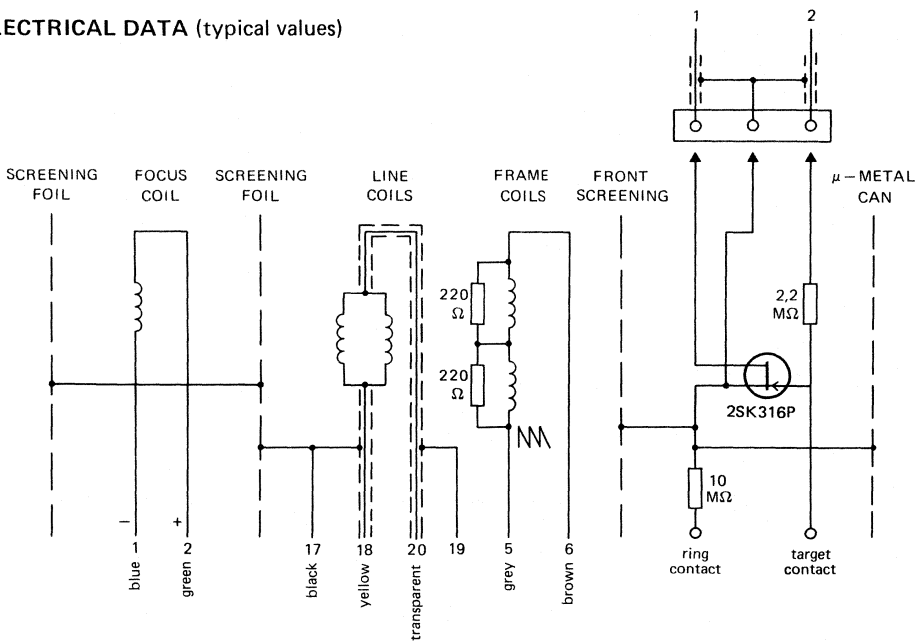 LECTRICAL DATA (typical values)
1 2
SCREENING FOIL
FOCUS COIL
SCREENING FOIL
LINE COILS
FRAME COILS
FRONT SCREENING
μ – METAL CAN
220 Ω
220 Ω
2,2 MΩ
2SK316P
10 MΩ
ring contact
target contact
– +
1 2 17 18 20 19 5 6
blue
green
black
yellow
transparent
grey
brown